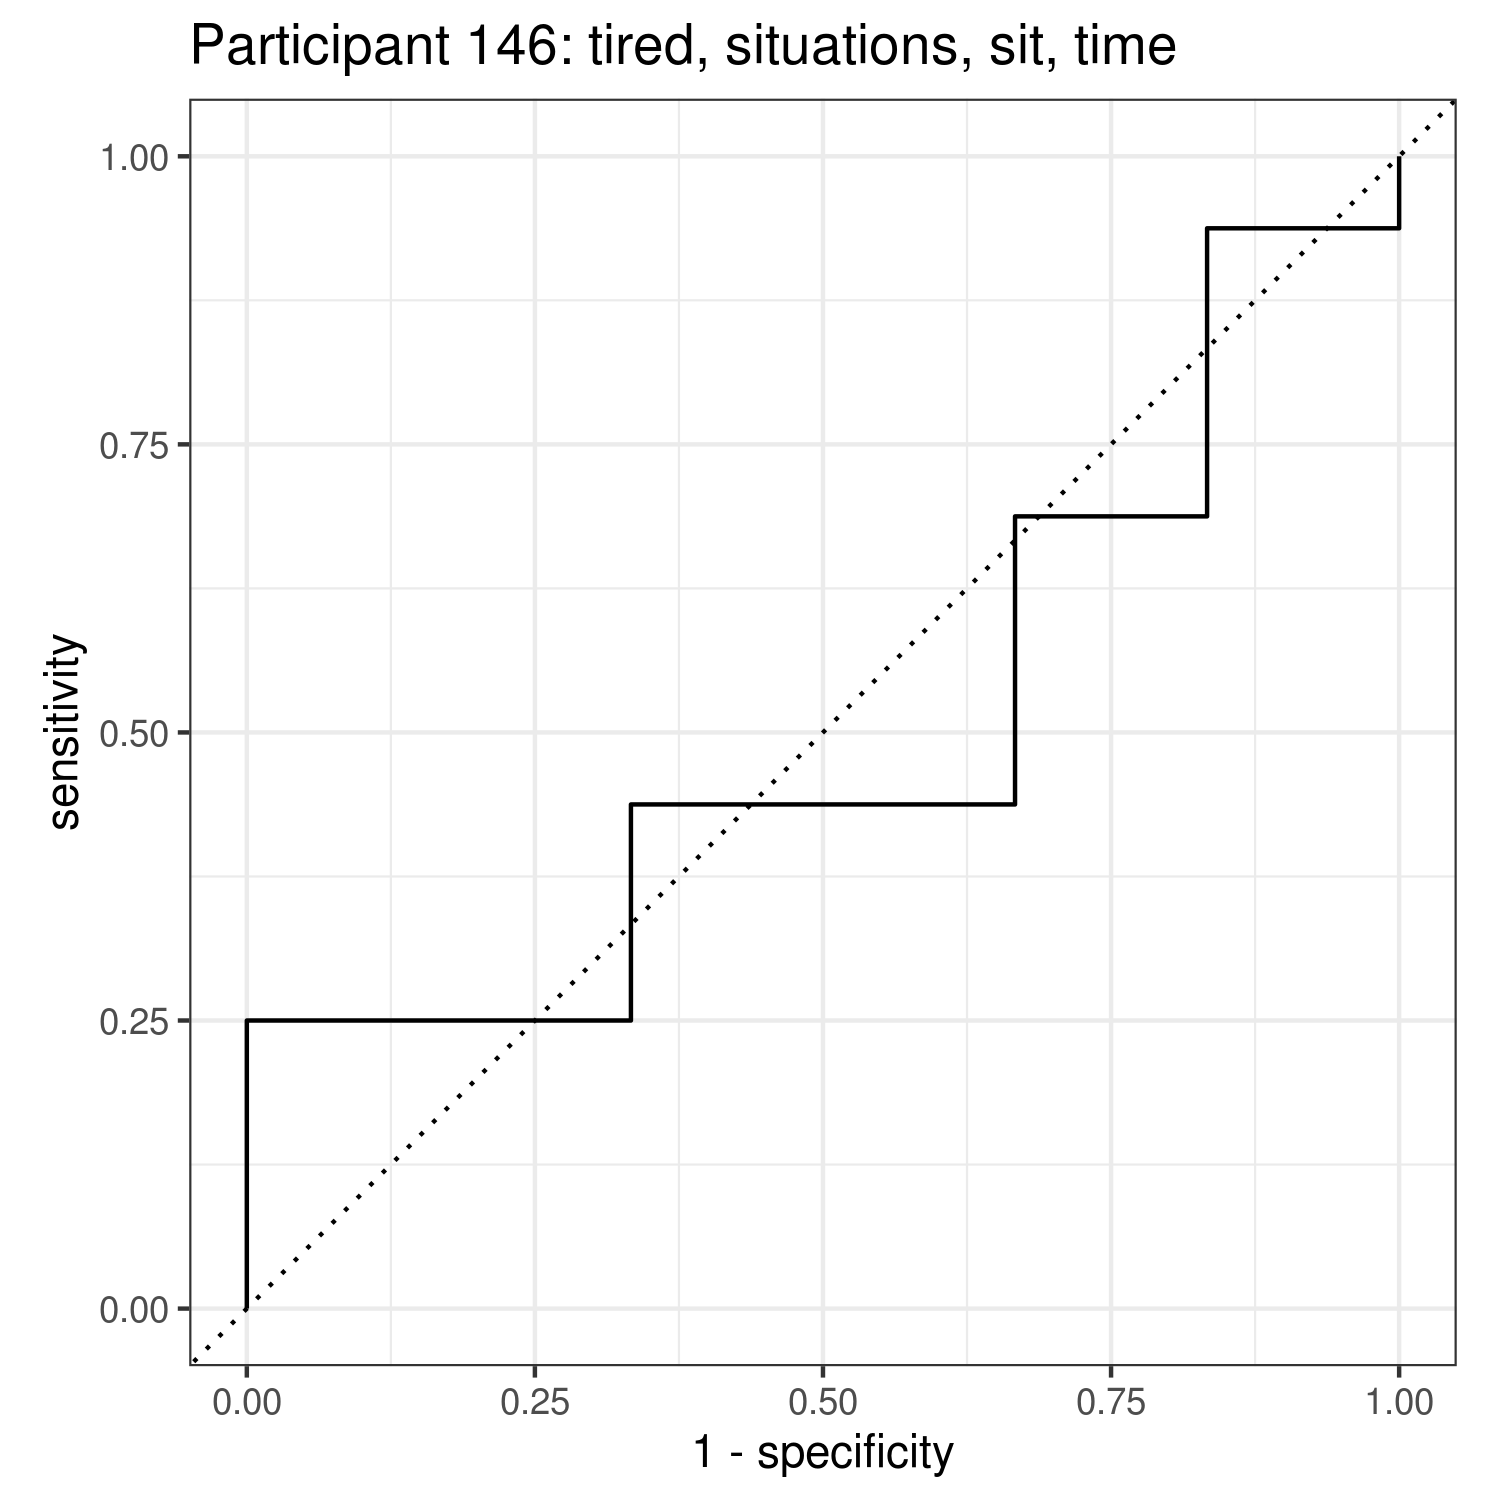 Participant 146: tired, situations, sit, time
1.00
0.75
0.50
0.25
0.00
sensitivity
0.00 0.25 0.50 0.75 1.00
1 - specificity